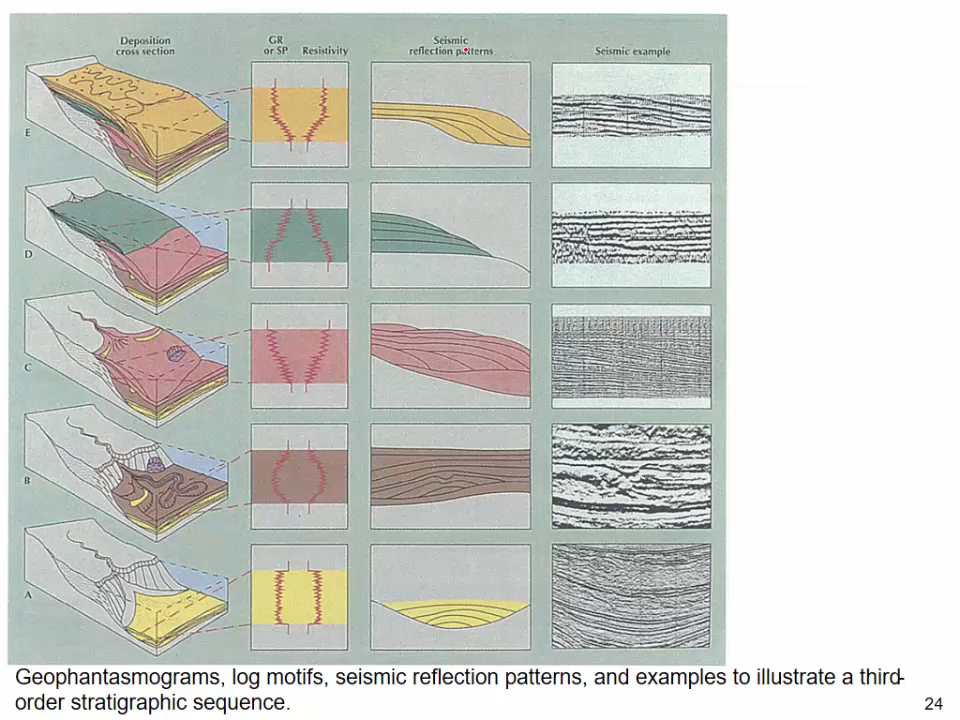 Deposition
cross section
GR
or SP
Resistivity
Seismic
reflection patterns
Seismic example
E
D
C
B
A
Geophantasmograms, log motifs, seismic reflection patterns, and examples to illustrate a third-
order stratigraphic sequence.
24